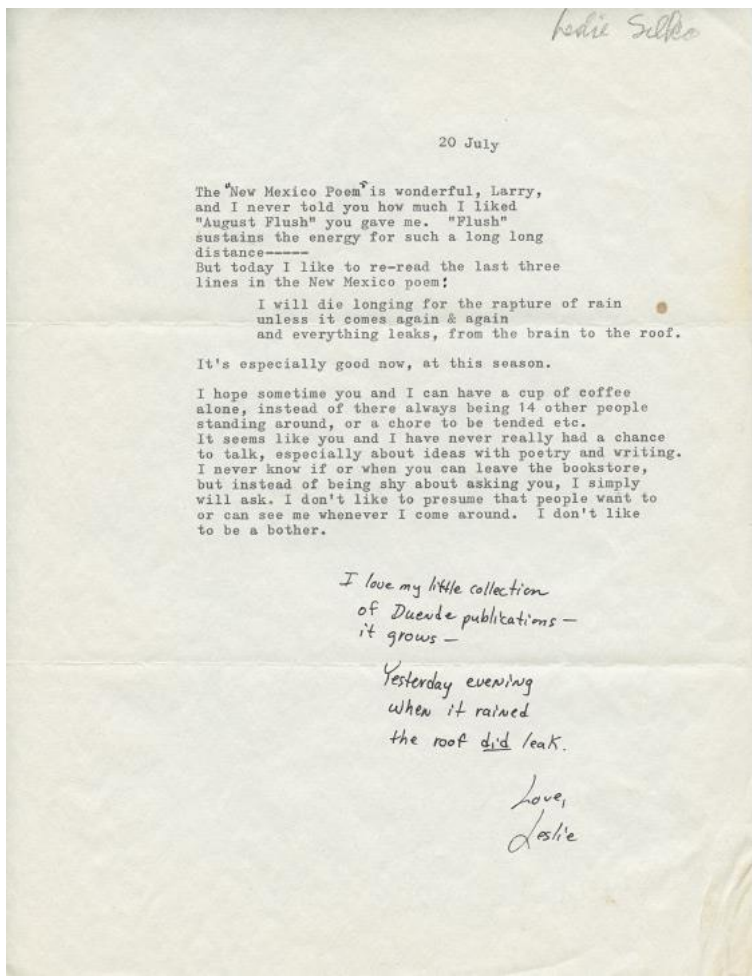 Leslie Silko
20 July
The "New Mexico Poem" is wonderful, Larry,
and I never told you how much I liked
"August Flush" you gave me.  "Flush"
sustains the energy for such a long long
distance-----
But today I like to re-read the last three
lines in the New Mexico poem:
I will die longing for the rapture of rain
unless it comes again & again
and everything leaks, from the brain to the roof.
It's especially good now, at this season.
I hope sometime you and I can have a cup of coffee
alone, instead of there always being 14 other people
standing around, or a chore to be tended etc.
It seems like you and I have never really had a chance
to talk, especially about ideas with poetry and writing.
I never know if or when you can leave the bookstore,
but instead of being shy about asking you, I simply
will ask. I don't like to presume that people want to
or can see me whenever I come around.  I don't like
to be a bother.
I love my little collection
of Duende publications —
it grows —
Yesterday evening
when it rained
the roof did leak.
Love,
Leslie